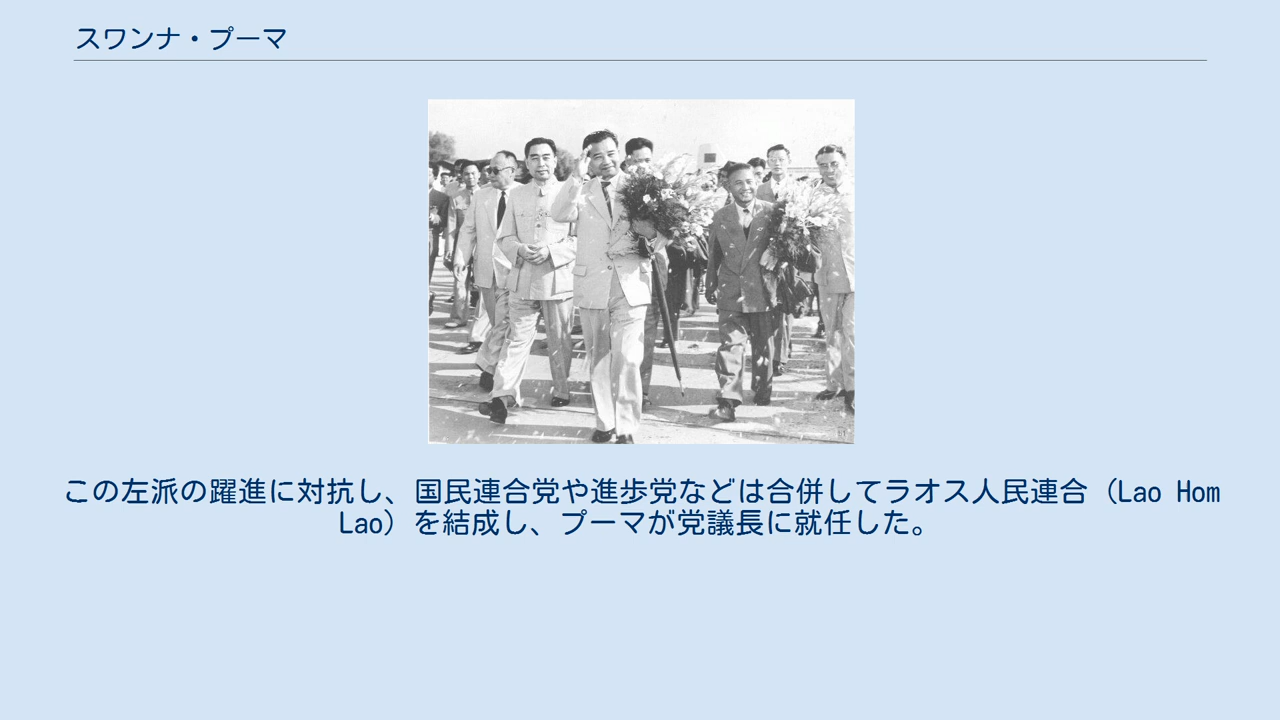 スワンナ・プーマ
この左派の躍進に対抗し、国民連合党や進歩党などは合併してラオス人民連合（Lao Hom
Lao）を結成し、プーマが党議長に就任した。